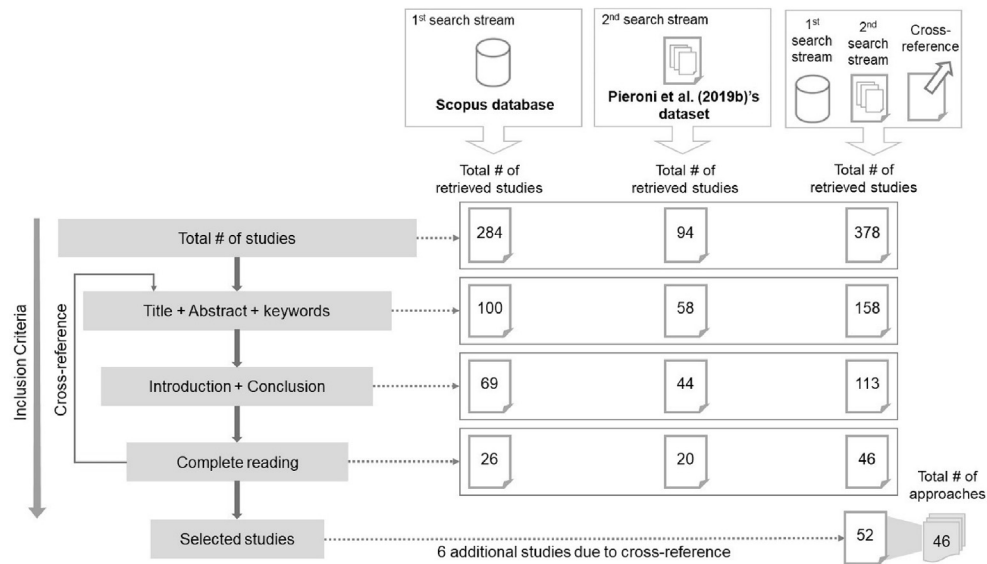 1st search stream
Scopus database
2nd search stream
Pieroni et al. (2019b)'s
dataset
1st
search
stream
2nd
search
stream
Cross-
reference
Total # of
retrieved studies
Total # of
retrieved studies
Total # of
retrieved studies
Inclusion Criteria
Cross-reference
Total # of studies
284
94
378
Title + Abstract + keywords
100
58
158
Introduction + Conclusion
69
44
113
Complete reading
26
20
46
Total # of
approaches
Selected studies
6 additional studies due to cross-reference
52
46